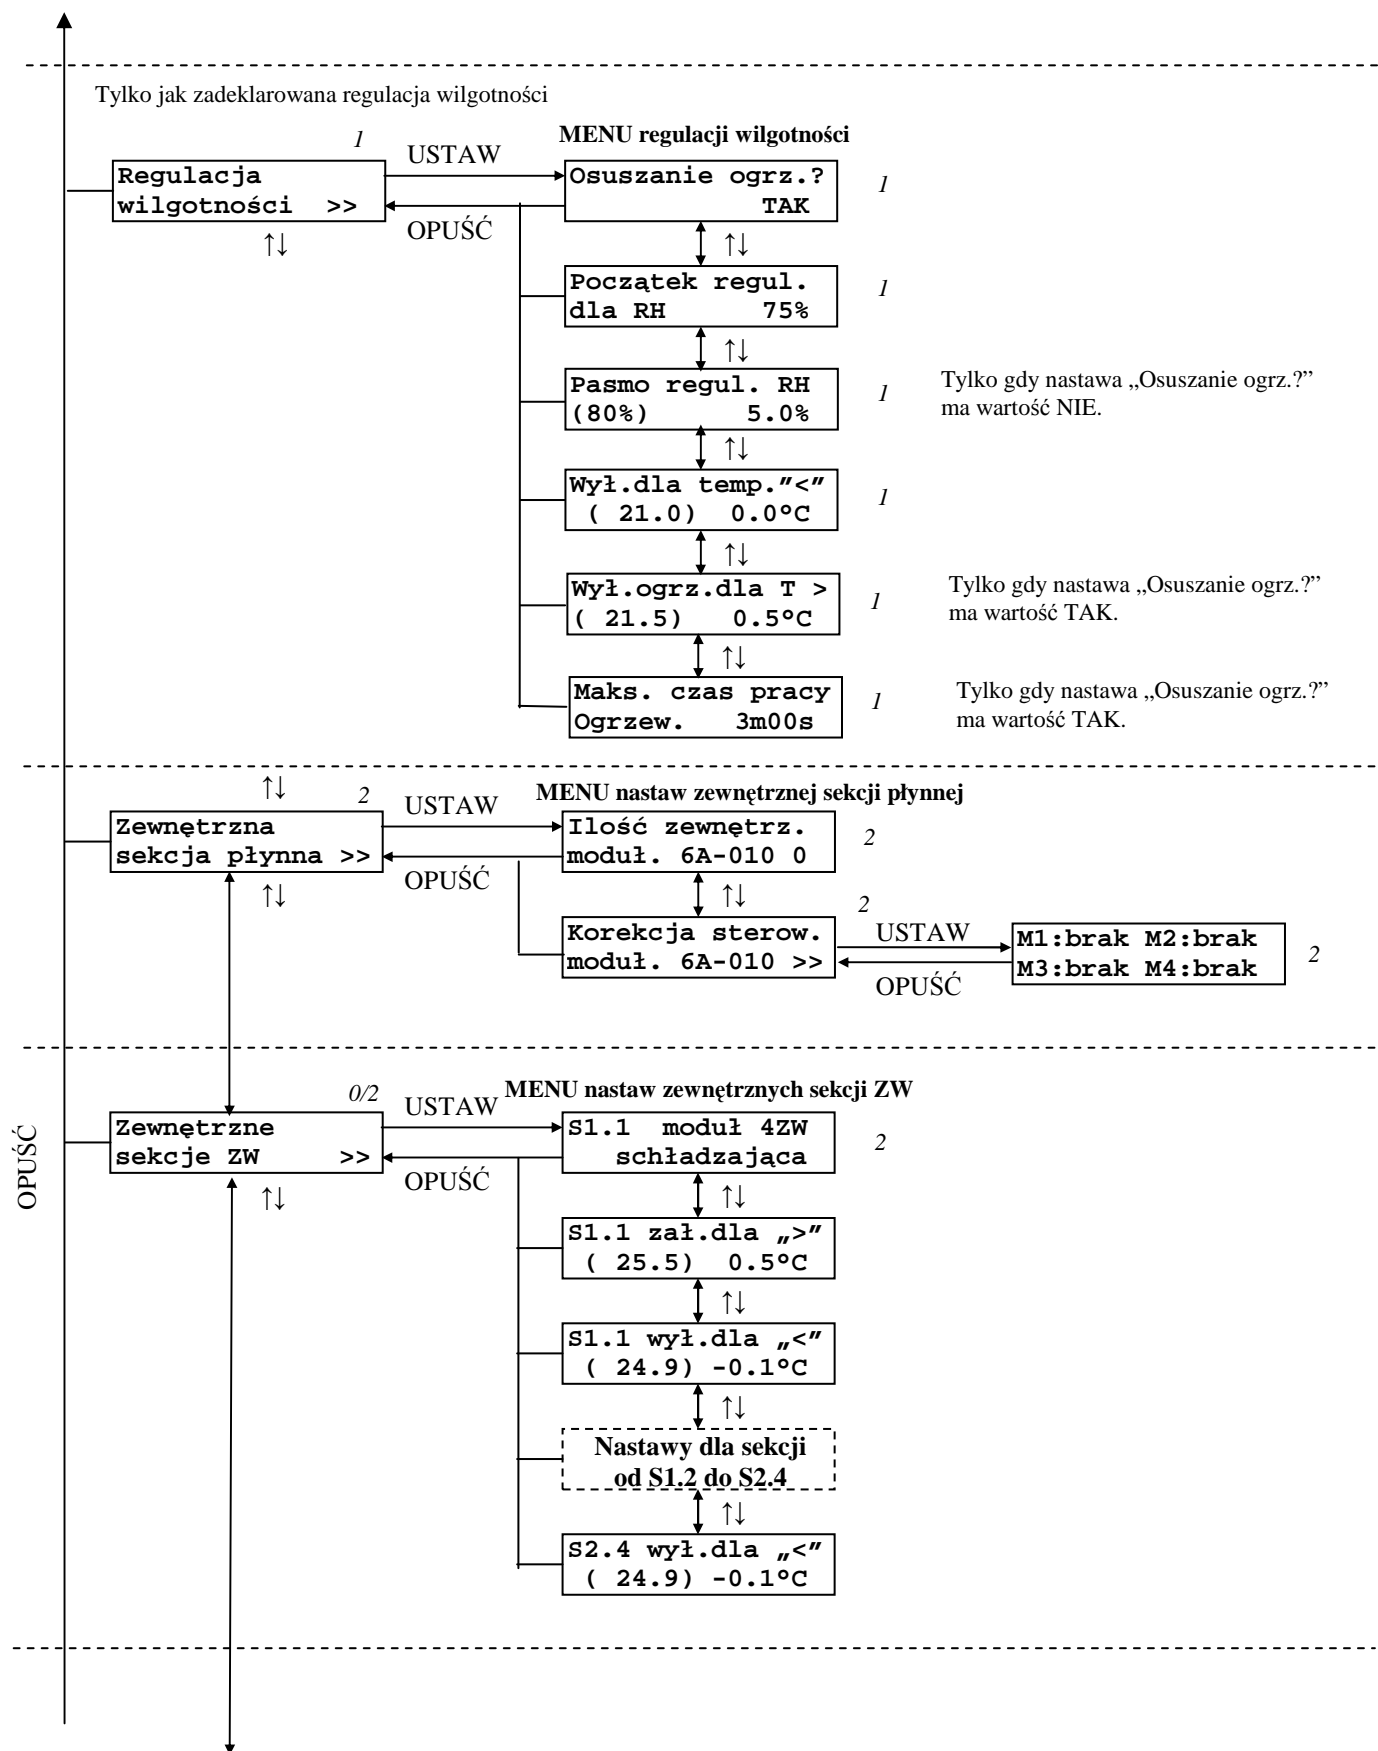 Tylko jak zadeklarowana regulacja wilgotności
1
USTAW
MENU regulacji wilgotności
Regulacja
wilgotności >>
OPUŚĆ
↑↓
Osuszanie ogrz.?
TAK
1
↑↓
Początek regul.
dla RH 75%
1
↑↓
Pasmo regul. RH
(80%) 5.0%
1
Tylko gdy nastawa „Osuszanie ogrz.?”
ma wartość NIE.
↑↓
Wył.dla temp."<"
( 21.0) 0.0°C
1
↑↓
Wył.ogrz.dla T >
( 21.5) 0.5°C
1
Tylko gdy nastawa „Osuszanie ogrz.?”
ma wartość TAK.
↑↓
Maks. czas pracy
Ogrzew. 3m00s
1
Tylko gdy nastawa „Osuszanie ogrz.?”
ma wartość TAK.
↑↓
2
USTAW
MENU nastaw zewnętrznej sekcji płynnej
Zewnętrzna
sekcja płynna >>
OPUŚĆ
↑↓
Ilość zewnętrz.
moduł. 6A-010 0
2
↑↓
2
Korekcja sterow.
moduł. 6A-010 >>
USTAW
OPUŚĆ
M1:brak M2:brak
M3:brak M4:brak
2
OPUŚĆ
0/2
USTAW
MENU nastaw zewnętrznych sekcji ZW
Zewnętrzne
sekcje ZW >>
OPUŚĆ
↑↓
S1.1 moduł 4ZW
schładzająca
2
↑↓
S1.1 zał.dla „>"
( 25.5) 0.5°C
↑↓
S1.1 wył.dla „<"
( 24.9) -0.1°C
↑↓
Nastawy dla sekcji
od S1.2 do S2.4
↑↓
S2.4 wył.dla „<"
( 24.9) -0.1°C